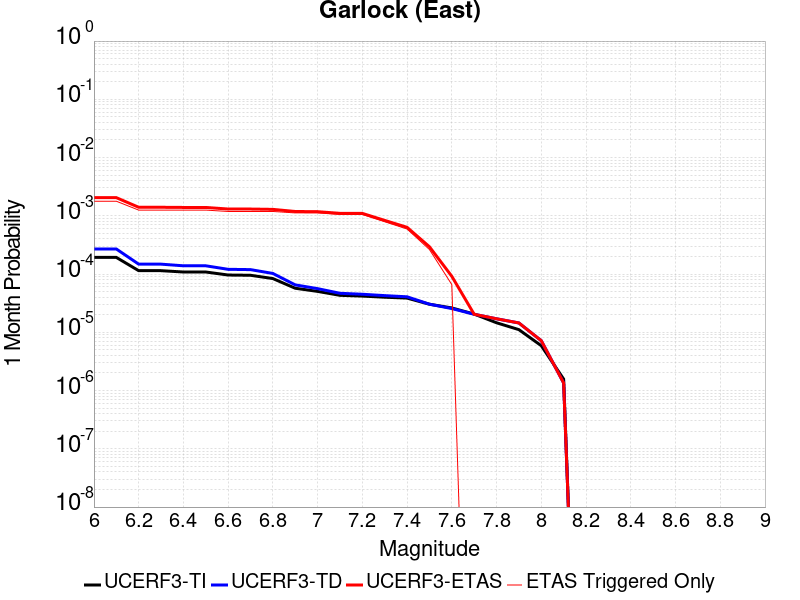 Garlock (East)
10^0
10^-1
10^-2
10^-3
10^-4
10^-5
10^-6
10^-7
10^-8
1 Month Probability
6 6.2 6.4 6.6 6.8 7 7.2 7.4 7.6 7.8 8 8.2 8.4 8.6 8.8 9
Magnitude
UCERF3-TI UCERF3-TD UCERF3-ETAS ETAS Triggered Only